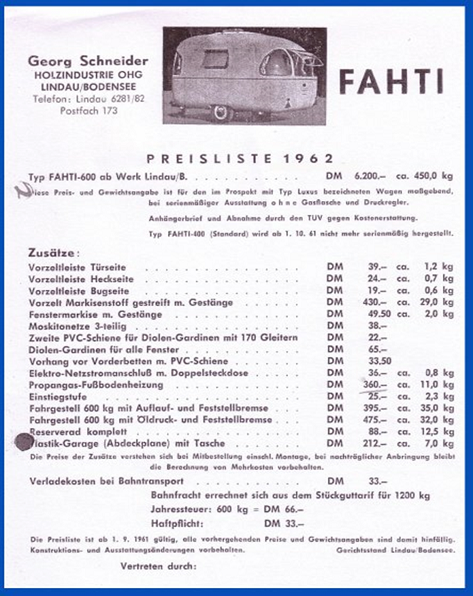 Georg Schneider
HOLZINDUSTRIE OHG
LINDAU/BODENSEE
Telefon: Lindau 6281/82
Postfach 173
FAHTI
PREISLISTE 1962
Typ FAHTI-600 ab Werk Lindau/B. . . . . . . . . . . . DM 6.200.— ca. 450,0 kg
Diese Preis- und Gewichtsangabe ist für den im Prospekt mit Typ Luxus bezeichneten Wagen maßgebend,
bei serienmäßiger Ausstattung ohne Gasflasche und Druckregler.
Anhängerbrief und Abnahme durch den TUV gegen Kostenerstattung.
Typ FAHTI-400 (Standard) wird ab 1. 10. 61 nicht mehr serienmäßig hergestellt.
Zusätze:
Vorzeltleiste Türseite . . . . . . . . . . . . DM 39.— ca. 1,2 kg
Vorzeltleiste Heckseite . . . . . . . . . . . . DM 24.— ca. 0,7 kg
Vorzeltleiste Bugseite . . . . . . . . . . . . DM 19.— ca. 0,6 kg
Vorzelt Markisenstoff gestreift m. Gestänge . . . . . . DM 430.— ca. 29,0 kg
Fenstermarkise m. Gestänge . . . . . . . . . . DM 49.50 ca. 2,0 kg
Moskitonetze 3-teilig . . . . . . . . . . . . DM 38.—
Zweite PVC-Schiene für Diolen-Gardinen mit 170 Gleitern DM 22.—
Diolen-Gardinen für alle Fenster . . . . . . . . . DM 65.—
Vorhang vor Vorderbetten m. PVC-Schiene . . . . . . DM 33.50
Elektro-Netzstromanschluß m. Doppelsteckdose . . . . DM 36.— ca. 0,8 kg
Propangas-Fußbodenheizung . . . . . . . . . . DM 360.— ca. 11,0 kg
Einstiegstufe . . . . . . . . . . . . . . DM 25.— ca. 2,3 kg
Fahrgestell 600 kg mit Auflauf- und Feststellbremse . . . DM 395.— ca. 35,0 kg
Fahrgestell 600 kg mit Öldruck- und Feststellbremse . . . DM 475.— ca. 32,0 kg
Reserverad komplett . . . . . . . . . . . . DM 88.— ca. 12,5 kg
Plastik-Garage (Abdeckplane) mit Tasche . . . . . . DM 212.— ca. 7,0 kg
Die Preise der Zusätze verstehen sich bei Mitbestellung einschl. Montage, bei nachträglicher Anbringung bleibt
die Berechnung von Mehrkosten vorbehalten.
Verladekosten bei Bahntransport . . . . . . . . . DM 33.—
Bahnfracht errechnet sich aus dem Stückguttarif für 1200 kg
Jahressteuer: 600 kg = DM 66.—
Haftpflicht: DM 33.—
Die Preisliste ist ab 1. 9. 1961 gültig, alle vorhergehenden Preise und Gewichtsangaben sind damit hinfällig.
Konstruktions- und Ausstattungsänderungen vorbehalten. Gerichtsstand Lindau/Bodensee.
Vertreten durch: